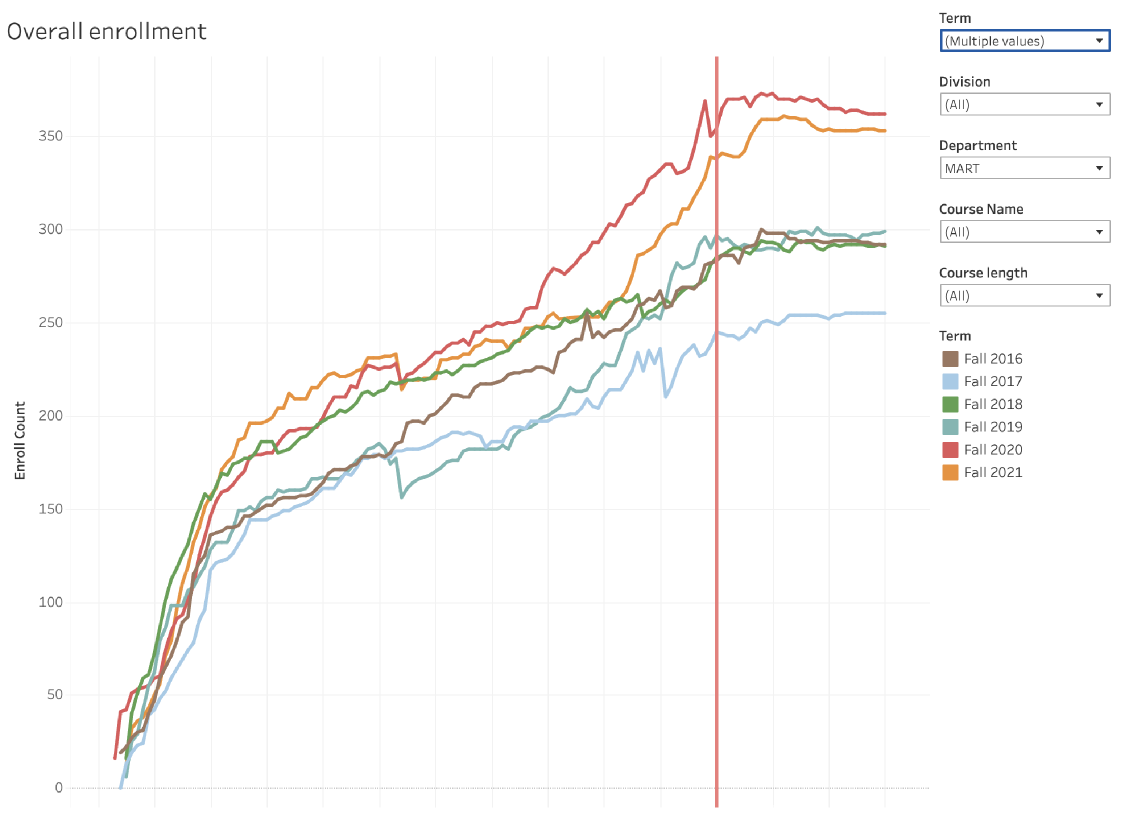 Overall enrollment
Term
(Multiple values)
Division
(All)
Department
MART
Course Name
(All)
Course length
(All)
Term
Fall 2016
Fall 2017
Fall 2018
Fall 2019
Fall 2020
Fall 2021
Enroll Count
350
300
250
200
150
100
50
0